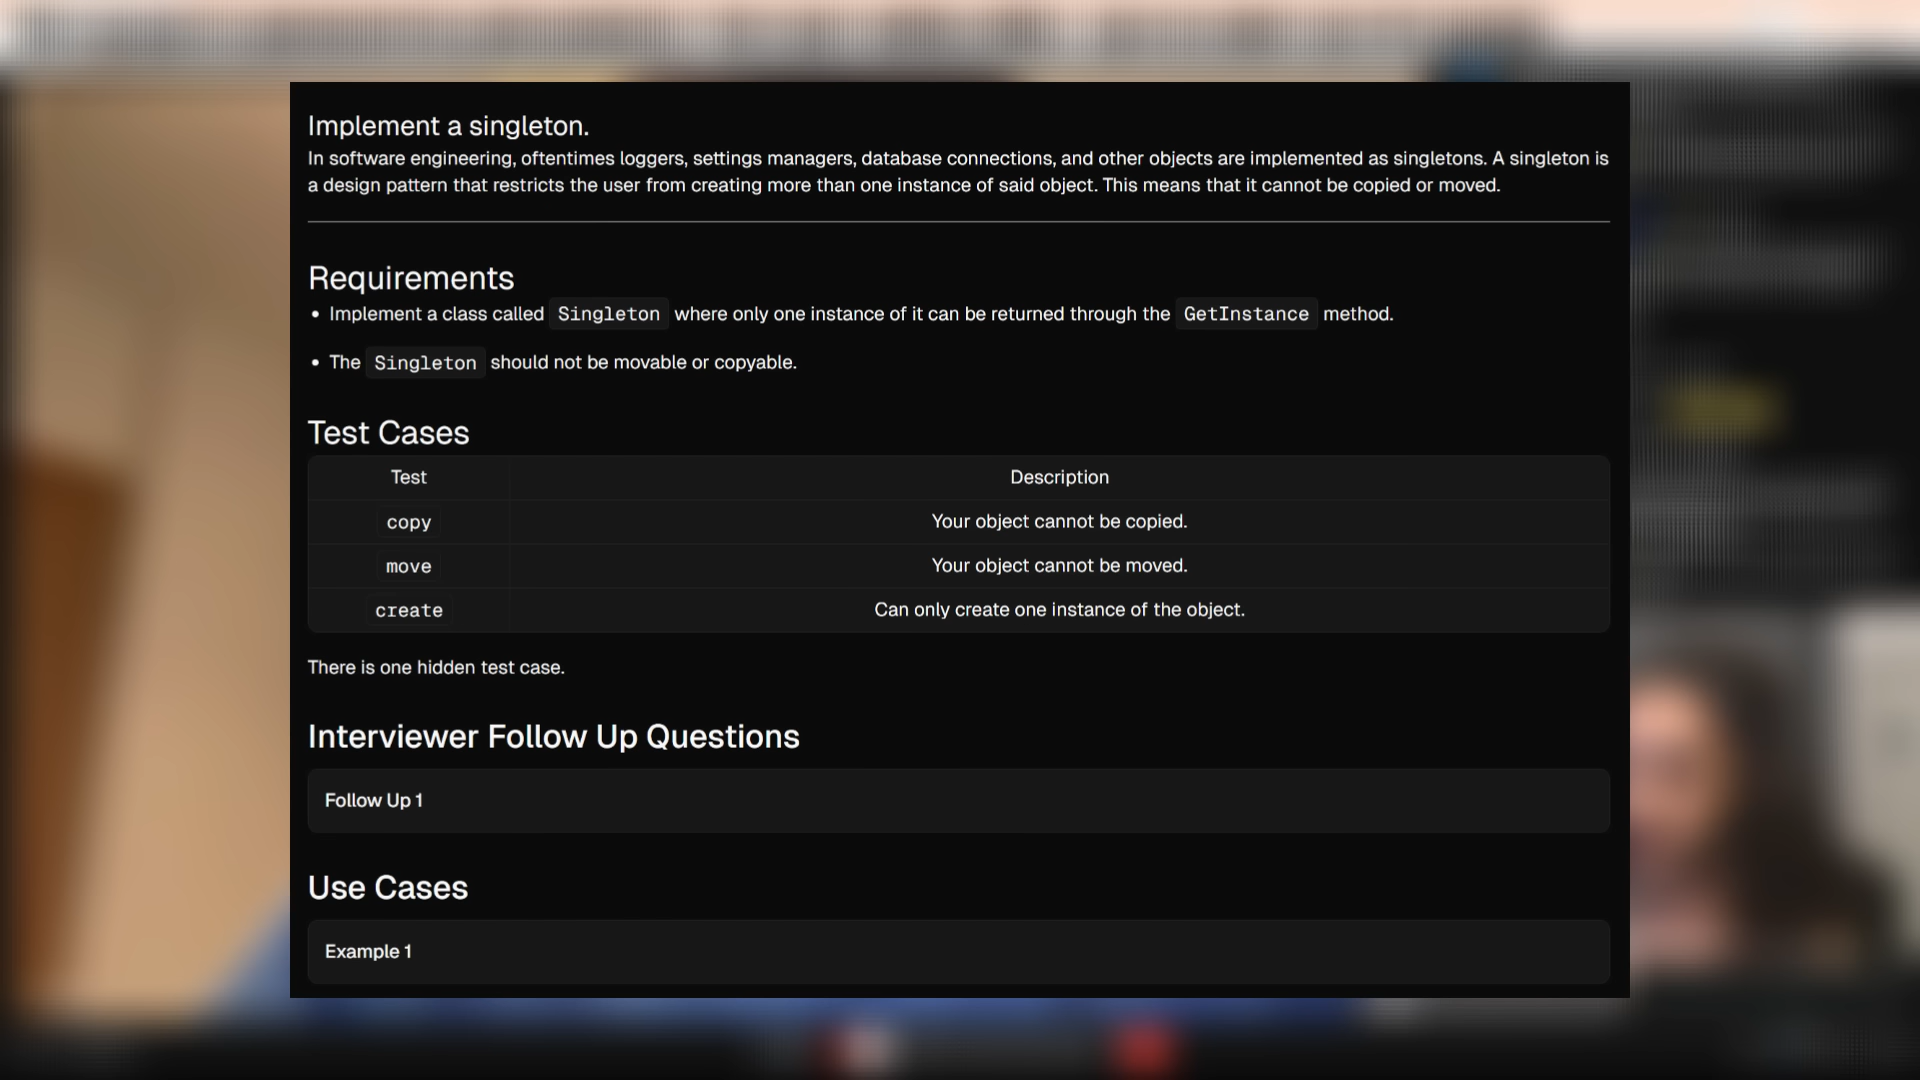 Implement a singleton.
In software engineering, oftentimes loggers, settings managers, database connections, and other objects are implemented as singletons. A singleton is
a design pattern that restricts the user from creating more than one instance of said object. This means that it cannot be copied or moved.
Requirements
• Implement a class called Singleton where only one instance of it can be returned through the GetInstance method.
• The Singleton should not be movable or copyable.
Test Cases
Test Description
copy Your object cannot be copied.
move Your object cannot be moved.
create Can only create one instance of the object.
There is one hidden test case.
Interviewer Follow Up Questions
Follow Up 1
Use Cases
Example 1